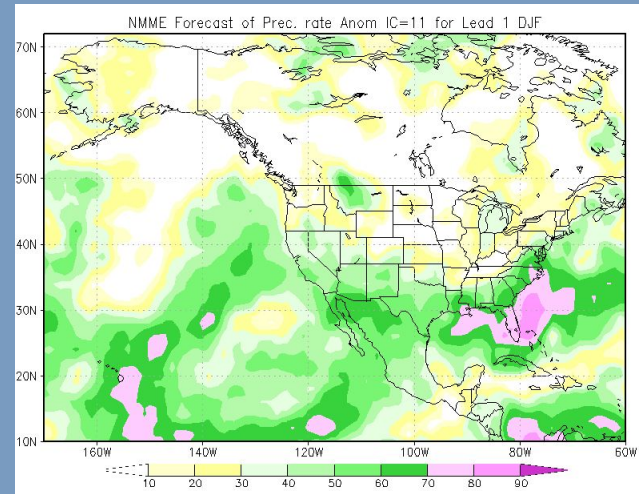 NMME Forecast of Prec. rate Anom IC=11 for Lead 1 DJF
70N
60N
50N
40N
30N
20N
10N
160W 140W 120W 100W 80W 60W
10 20 30 40 50 60 70 80 90